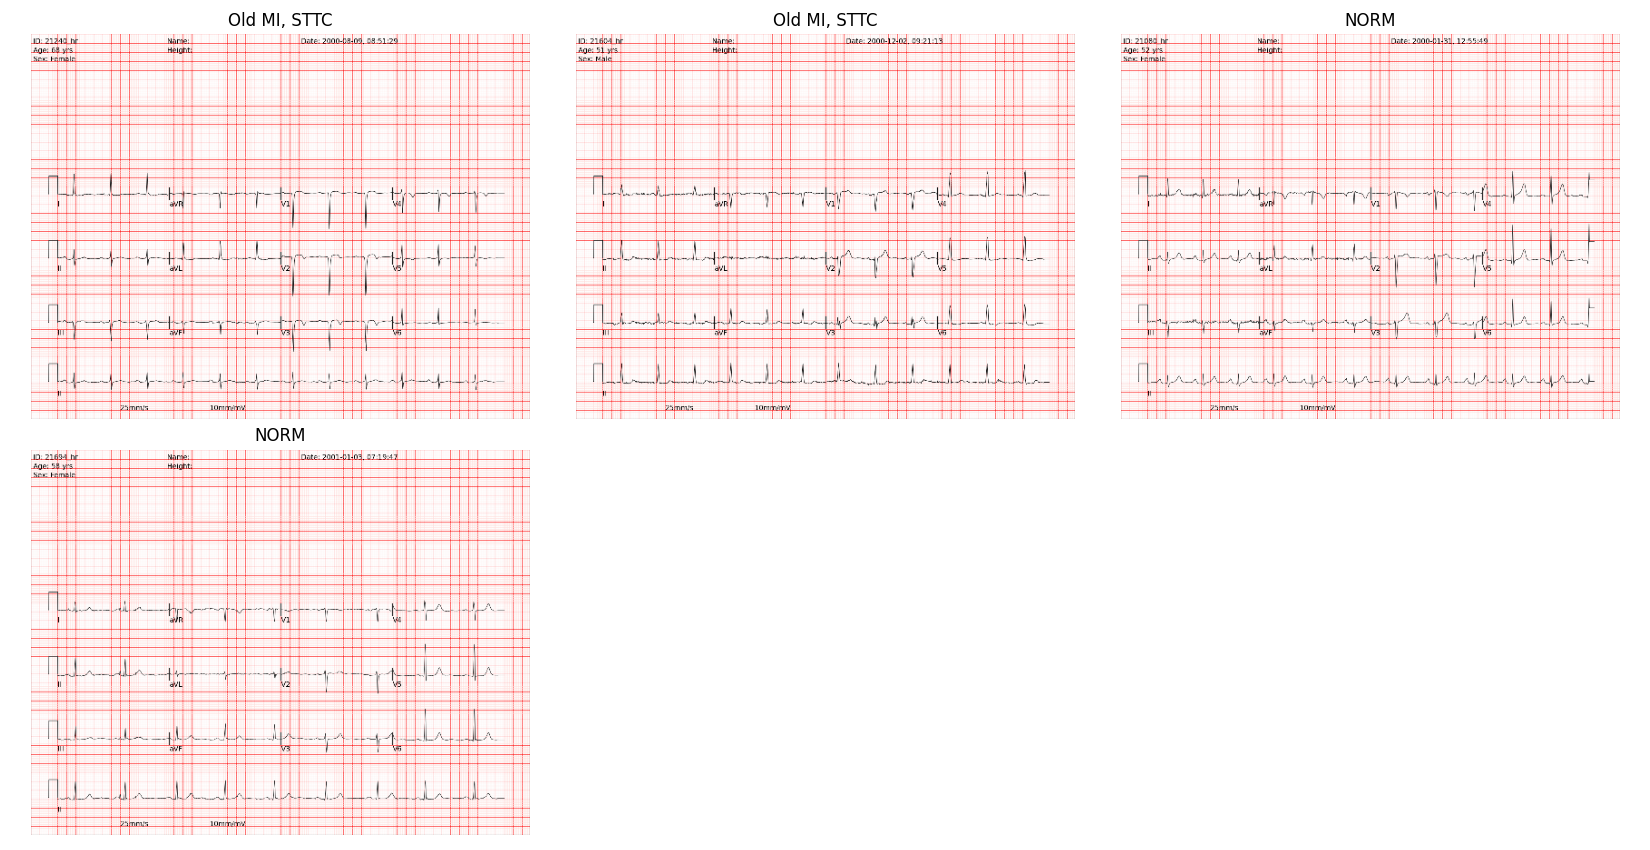 Old MI, STTC
ID: 21240_hr Name: Date: 2000-08-09, 08:51:29
Age: 68 yrs Height:
Sex: Female
I aVR V1 V4
II aVL V2 V5
III aVF V3 V6
II
25mm/s 10mm/mV
Old MI, STTC
ID: 21604_hr Name: Date: 2000-12-02, 09:21:13
Age: 51 yrs Height:
Sex: Male
I aVR V1 V4
II aVL V2 V5
III aVF V3 V6
II
25mm/s 10mm/mV
NORM
ID: 21080_hr Name: Date: 2000-01-31, 12:55:49
Age: 52 yrs Height:
Sex: Female
I aVR V1 V4
II aVL V2 V5
III aVF V3 V6
II
25mm/s 10mm/mV
NORM
ID: 21694_hr Name: Date: 2001-01-03, 07:19:47
Age: 58 yrs Height:
Sex: Female
I aVR V1 V4
II aVL V2 V5
III aVF V3 V6
II
25mm/s 10mm/mV